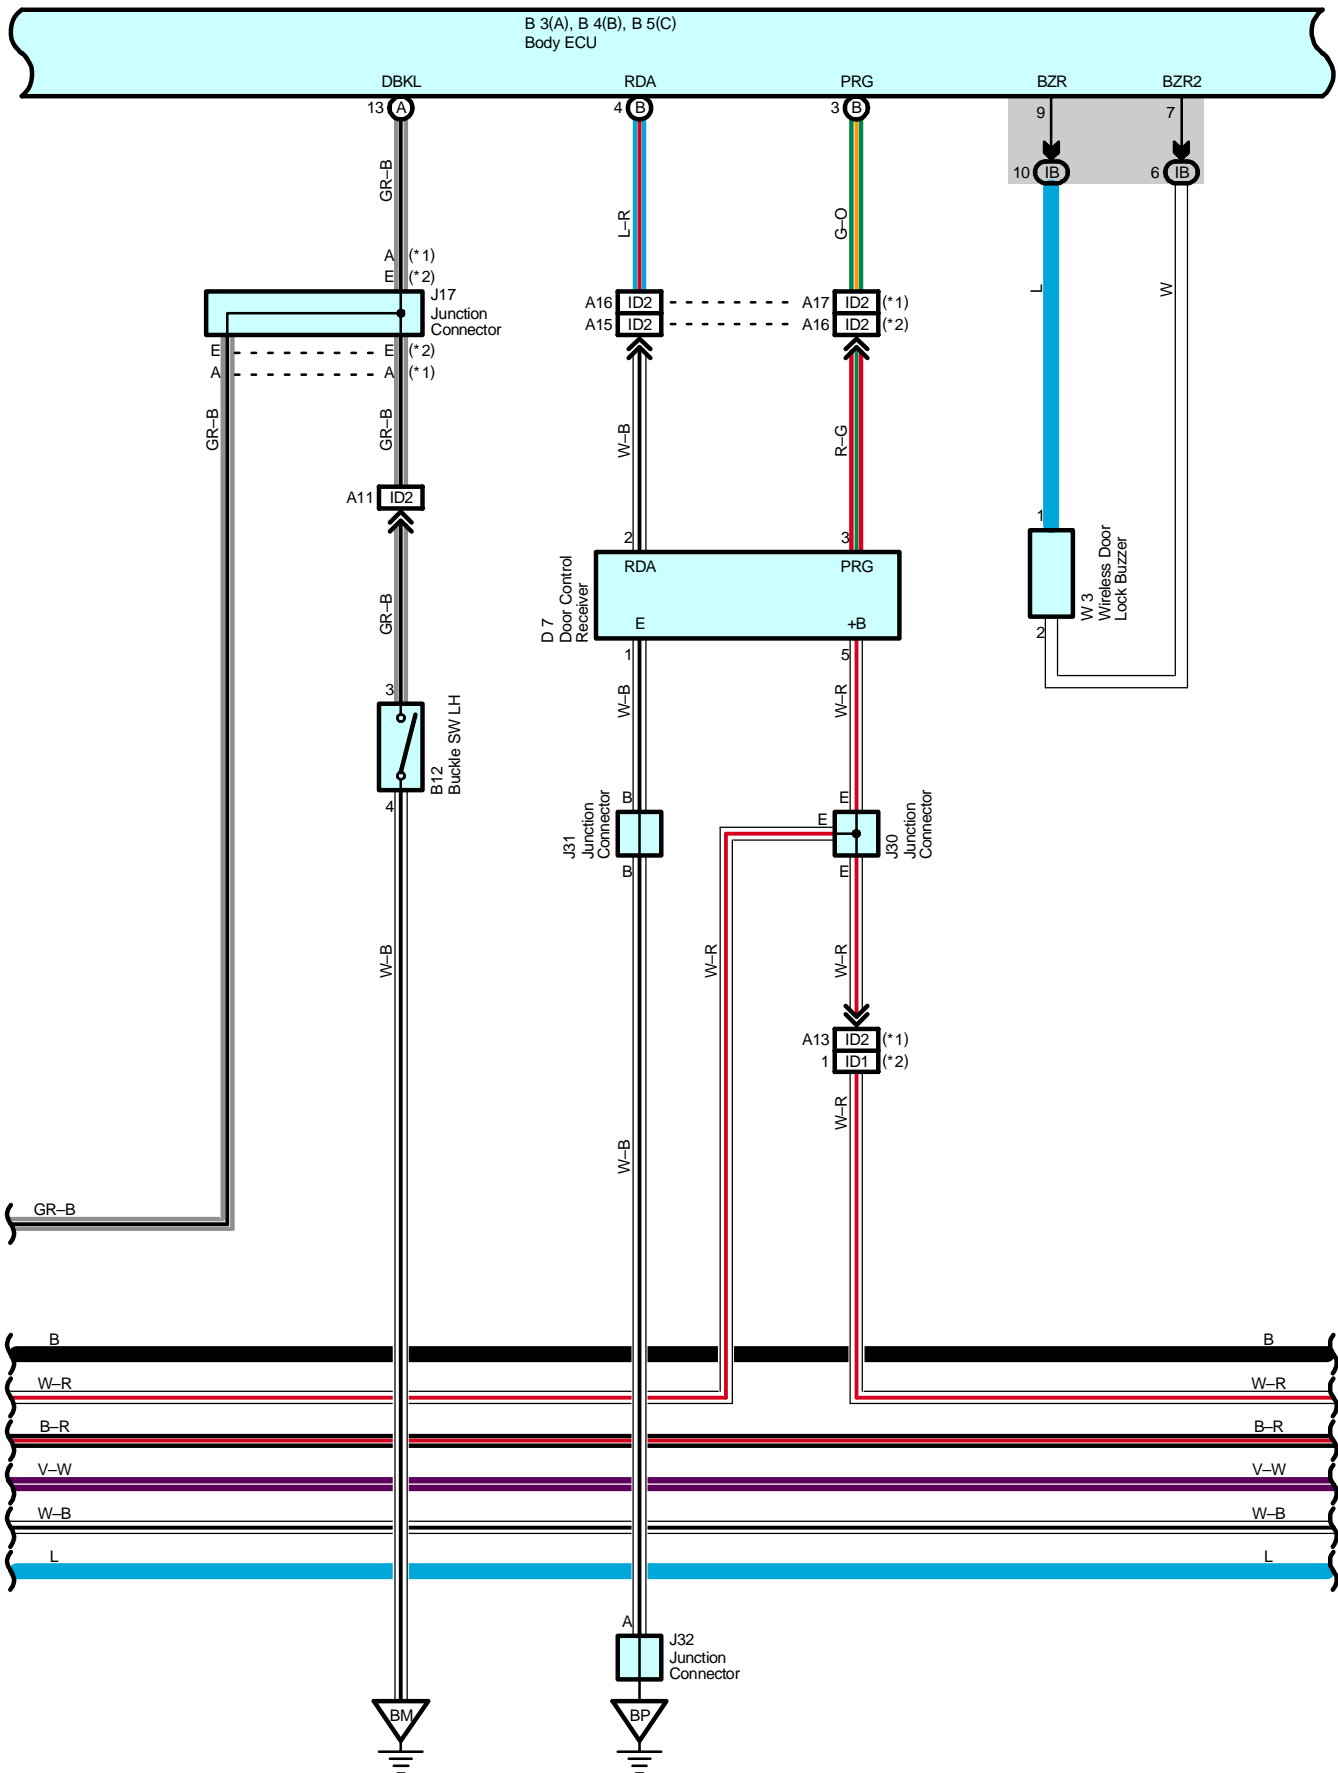 B 3(A), B 4(B), B 5(C)
Body ECU
DBKL
RDA
PRG
BZR
BZR2
13 A
4 B
3 B
9
7
10 IB
6 IB
GR–B
L–R
G–O
L
W
A (*1)
E (*2)
J17
Junction
Connector
A16 ID2
A17 ID2 (*1)
A15 ID2
A16 ID2 (*2)
E
E (*2)
A
A (*1)
GR–B
GR–B
W–B
R–G
A11 ID2
1
2
3
RDA
PRG
E
+B
D 7
Door Control
Receiver
W 3
Wireless Door
Lock Buzzer
2
GR–B
1
5
W–B
W–R
3
B12
Buckle SW LH
4
B
J31
Junction
Connector
B
E
E
J30
Junction
Connector
E
W–B
W–R
W–R
A13 ID2 (*1)
1 ID1 (*2)
W–R
W–B
GR–B
B
B
W–R
W–R
B–R
B–R
V–W
V–W
W–B
W–B
L
L
A
J32
Junction
Connector
BM
BP